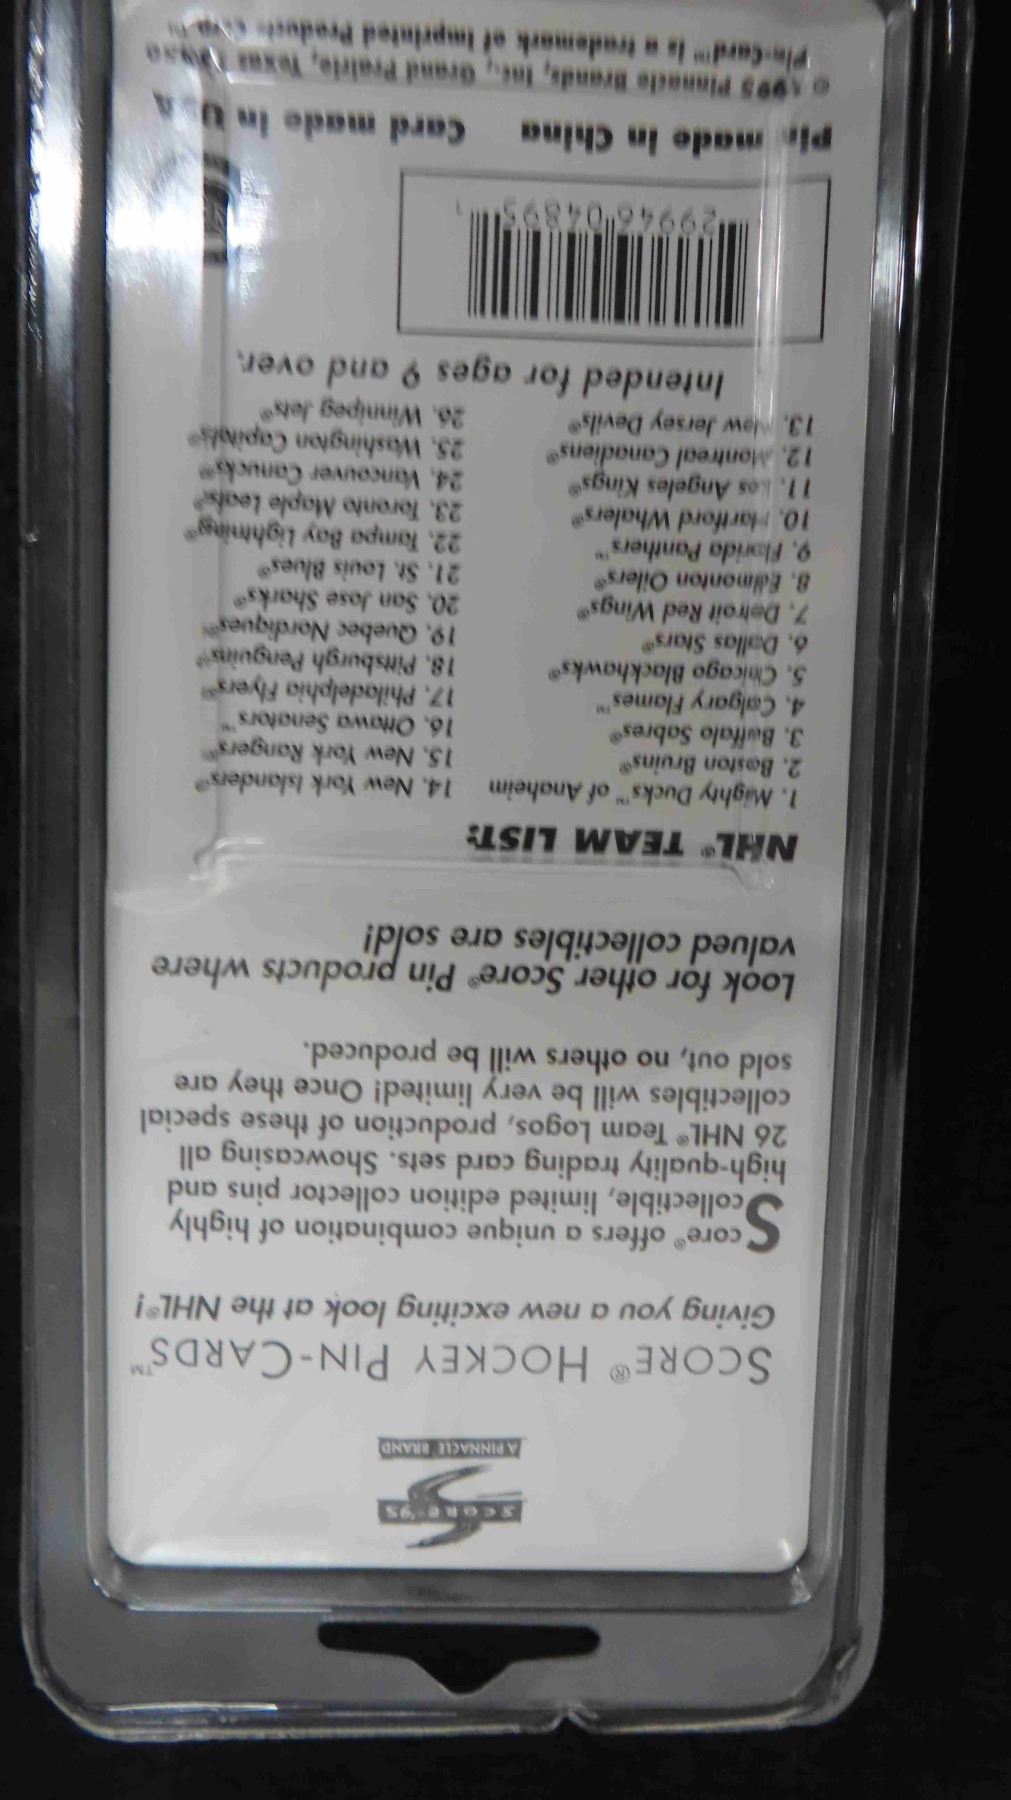 SCORE '95
A PINNACLE BRAND
SCORE® HOCKEY PIN-CARDS™
Giving you a new exciting look at the NHL®!
Score® offers a unique combination of highly
collectible, limited edition collector pins and
high-quality trading card sets. Showcasing all
26 NHL® Team Logos, production of these special
collectibles will be very limited! Once they are
sold out, no others will be produced.
Look for other Score® Pin products where
valued collectibles are sold!
NHL® TEAM LIST:
1. Mighty Ducks™ of Anaheim
2. Boston Bruins®
3. Buffalo Sabres®
4. Calgary Flames™
5. Chicago Blackhawks®
6. Dallas Stars®
7. Detroit Red Wings®
8. Edmonton Oilers®
9. Florida Panthers™
10. Hartford Whalers®
11. Los Angeles Kings®
12. Montreal Canadiens®
13. New Jersey Devils®
14. New York Islanders®
15. New York Rangers®
16. Ottawa Senators™
17. Philadelphia Flyers®
18. Pittsburgh Penguins®
19. Quebec Nordiques®
20. San Jose Sharks®
21. St. Louis Blues®
22. Tampa Bay Lightning®
23. Toronto Maple Leafs®
24. Vancouver Canucks®
25. Washington Capitals®
26. Winnipeg Jets®
Intended for ages 9 and over.
29946 04895 1
Pin made in China Card made in U.S.A.
© 1995 Pinnacle Brands, Inc., Grand Prairie, Texas
Pin-Card™ is a trademark of Imprinted Products Corp.™